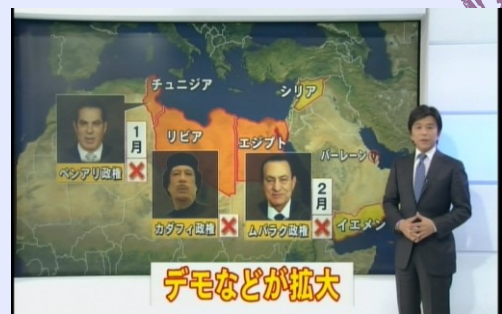 チュニジア
シリア
1月
リビア
エジプト
バーレーン
ベンアリ政権
2月
カダフィ政権
ムバラク政権
イエメン
デモなどが拡大